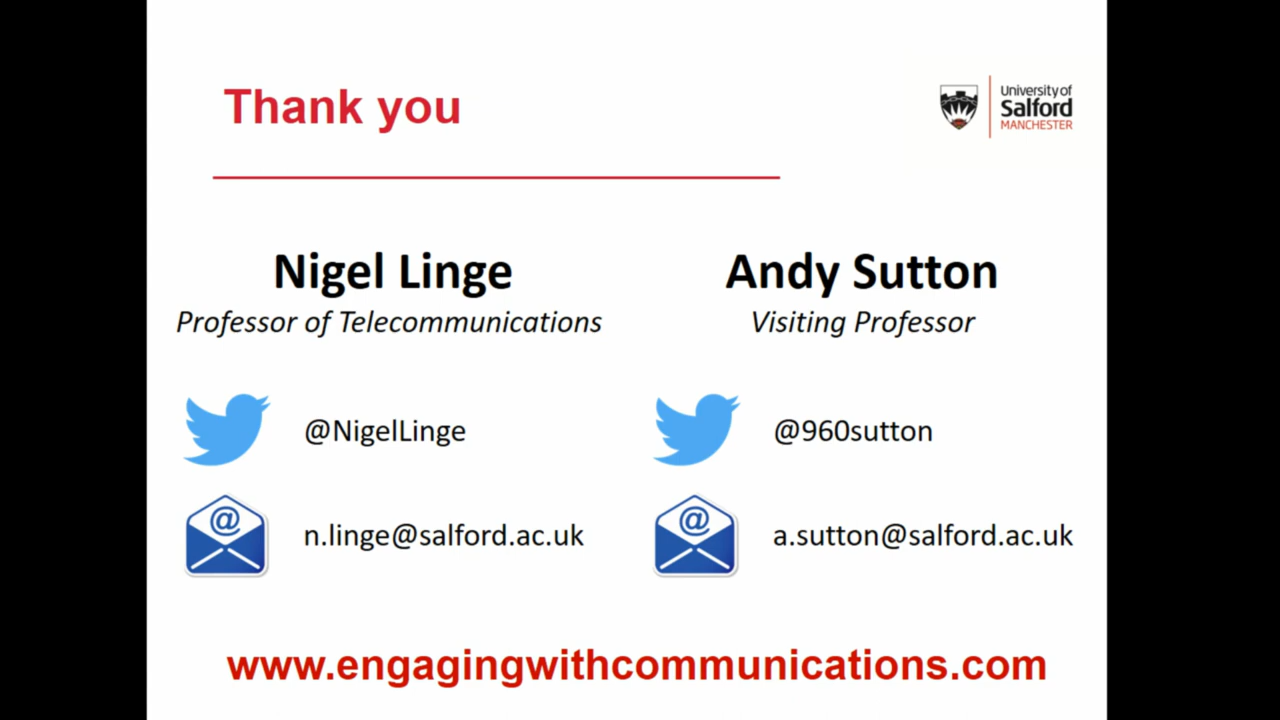 Thank you
University of
Salford
MANCHESTER
Nigel Linge
Professor of Telecommunications
@NigelLinge
n.linge@salford.ac.uk
Andy Sutton
Visiting Professor
@960sutton
a.sutton@salford.ac.uk
www.engagingwithcommunications.com